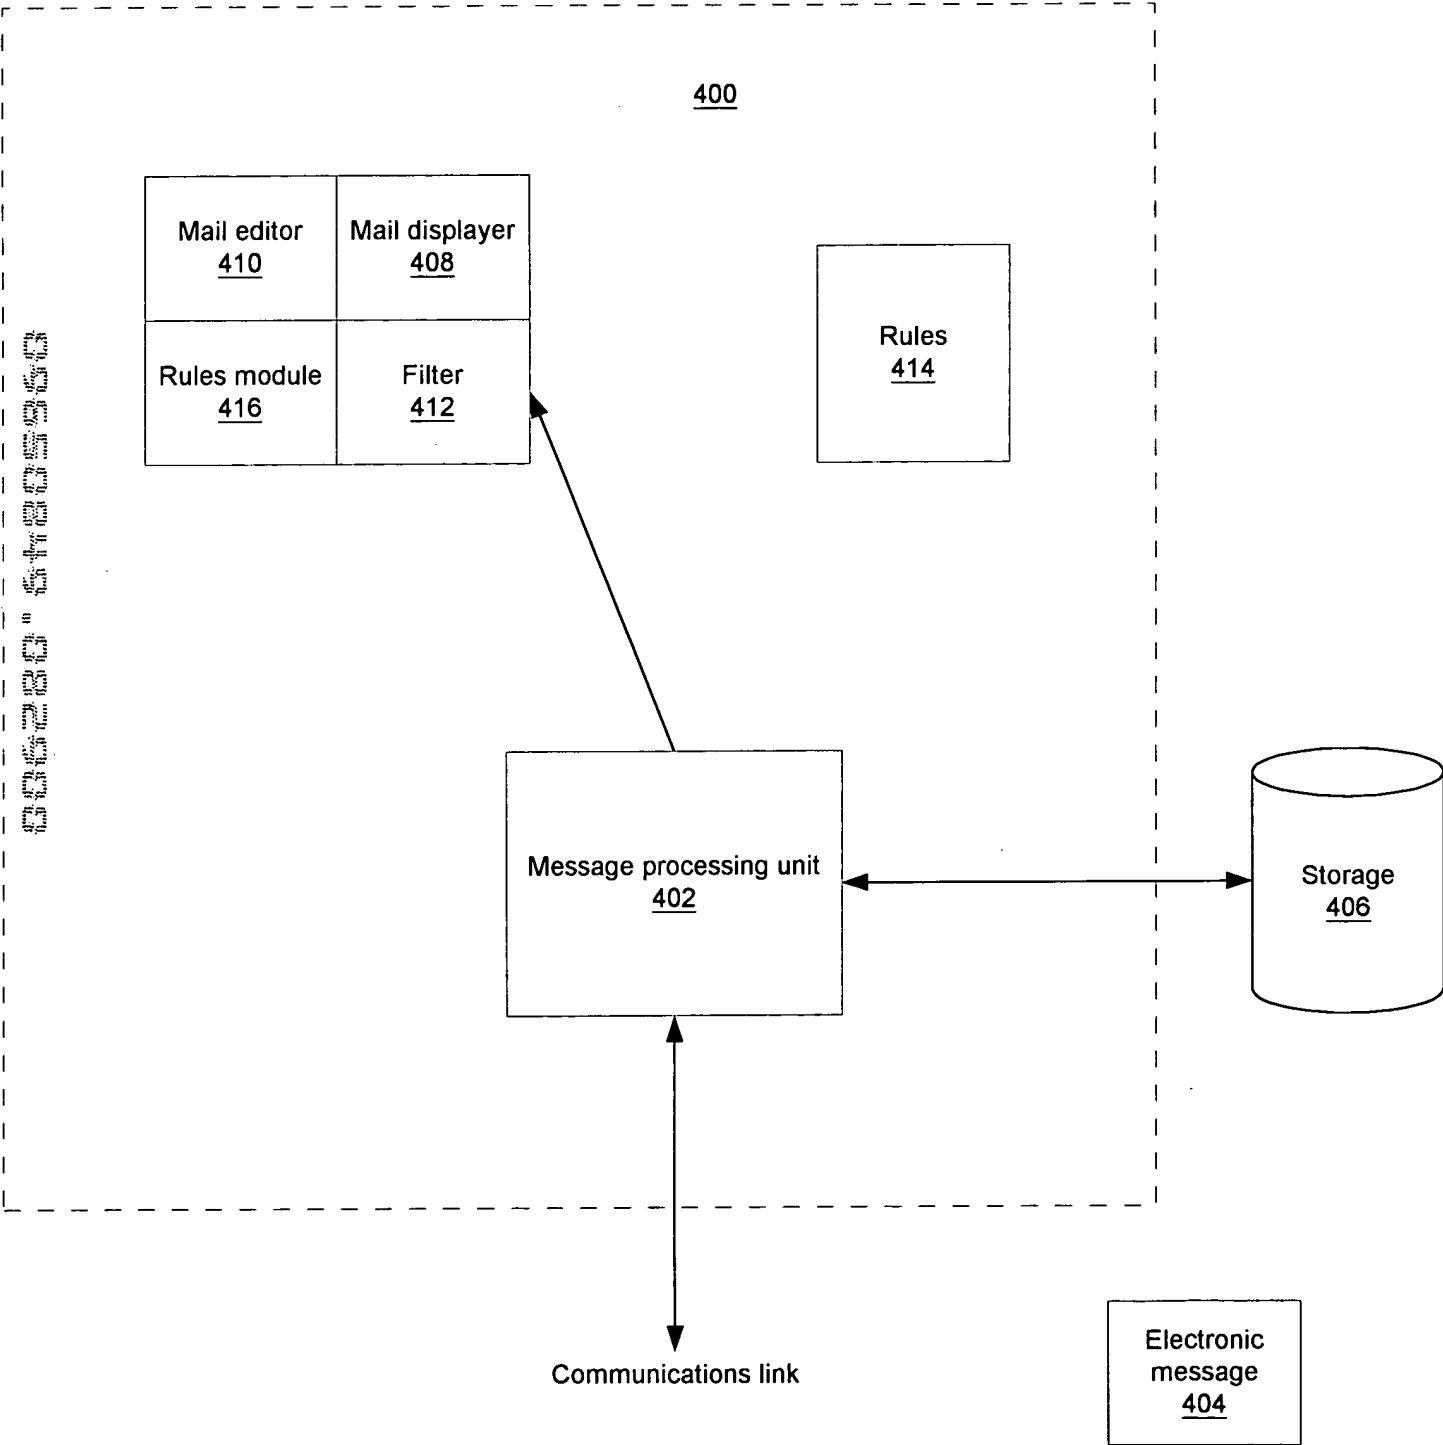 400
Mail editor
410
Mail displayer
408
Rules module
416
Filter
412
Rules
414
Message processing unit
402
Storage
406
Communications link
Electronic
message
404